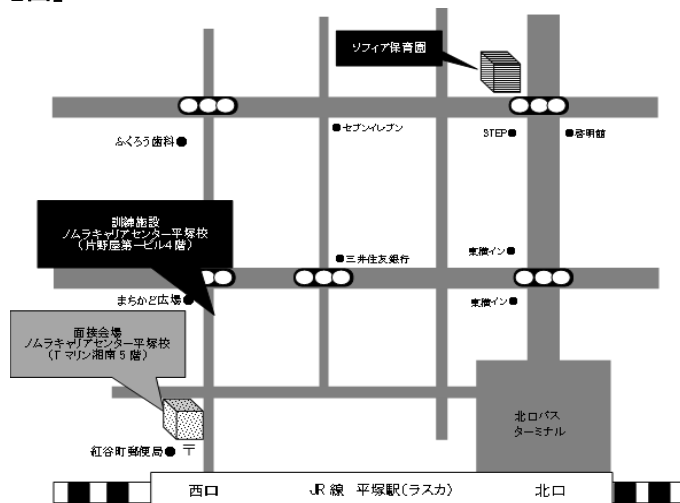 ソフィア保育園
ふくろう歯科●
●セブンイレブン
STEP●
●啓明館
訓練施設
ノムラキャリアセンター平塚校
（片野屋第一ビル4階）
●三井住友銀行
東横イン●
まちかど広場●
東横イン●
面接会場
ノムラキャリアセンター平塚校
（Tマリン湘南5階）
北口バス
ターミナル
紅谷町郵便局● 〒
西口
JR線 平塚駅(ラスカ)
北口